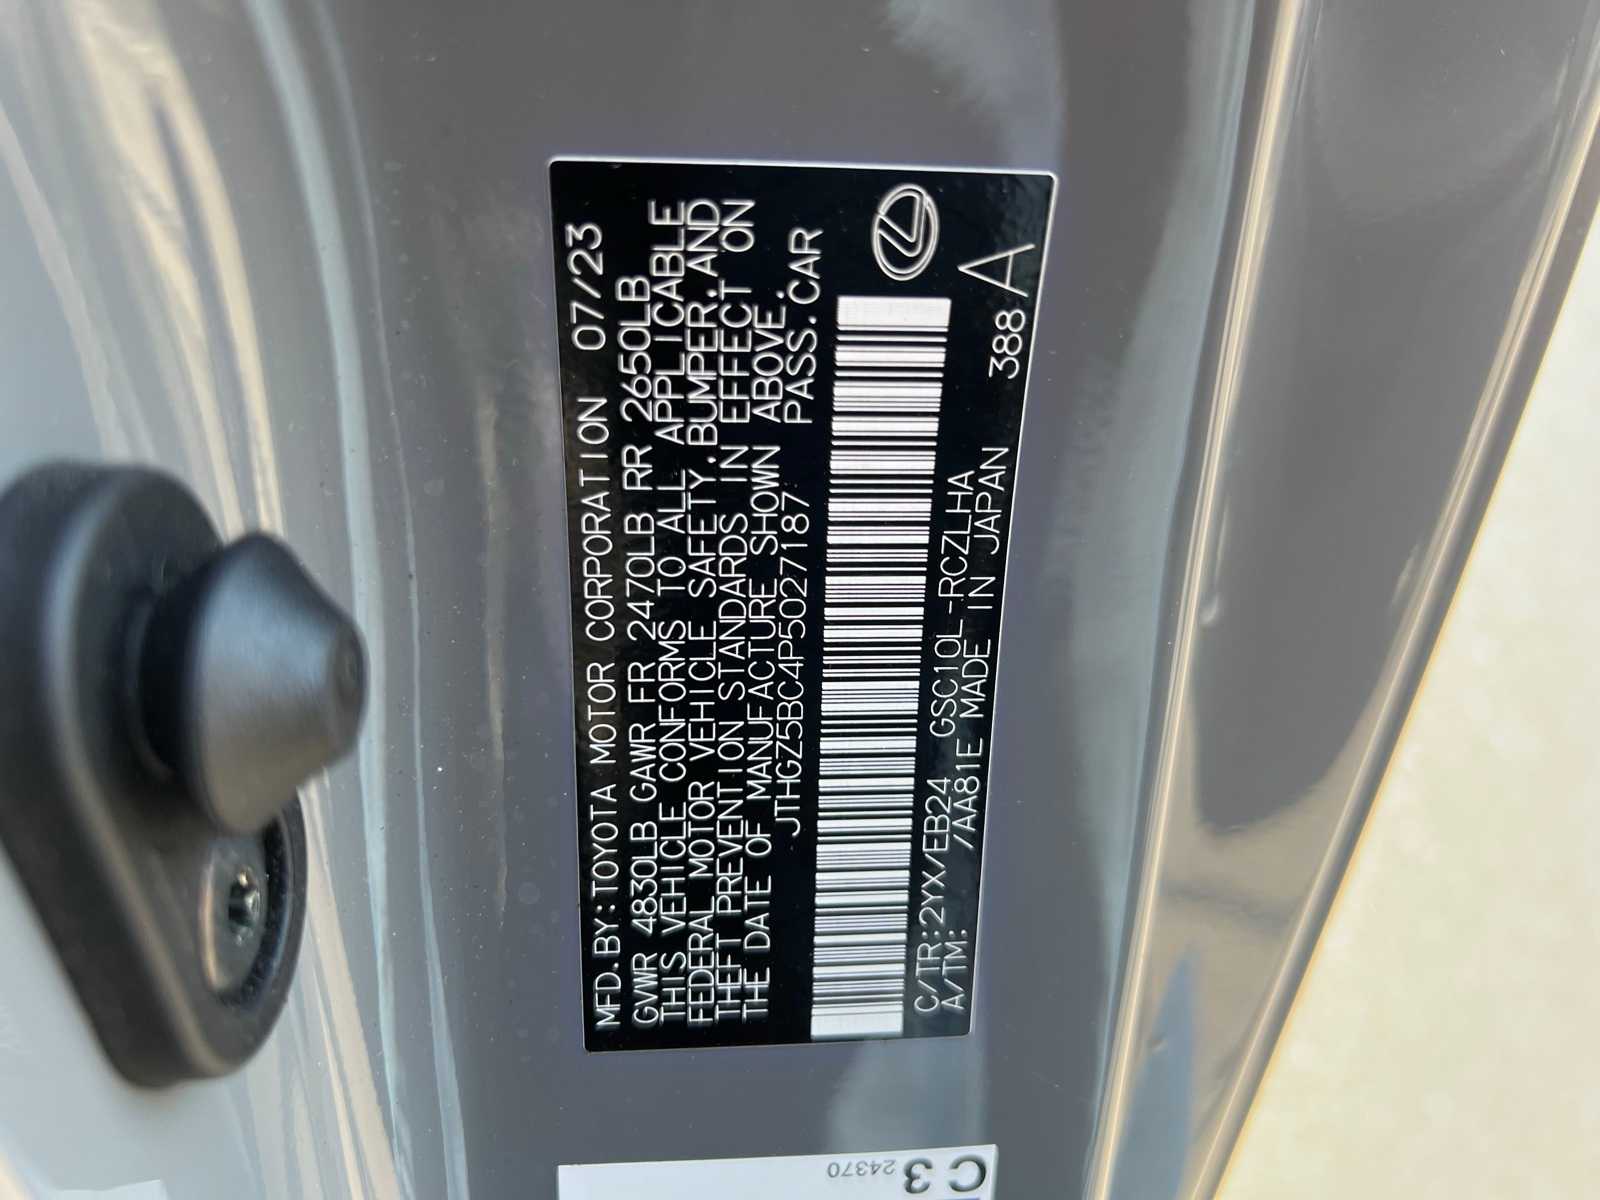 MFD.BY:TOYOTA MOTOR CORPORATION 07/23
GVWR 4830LB GAWR FR 2470LB RR 2650LB
THIS VEHICLE CONFORMS TO ALL APPLICABLE
FEDERAL MOTOR VEHICLE SAFETY,BUMPER,AND
THEFT PREVENTION STANDARDS IN EFFECT ON
THE DATE OF MANUFACTURE SHOWN ABOVE.
JTHGZ5BC4P5027187 PASS.CAR
C/TR:2YX/EB24 GSC10L-RCZLHA
A/TM: /AA81E MADE IN JAPAN 388 A
C 3
24370